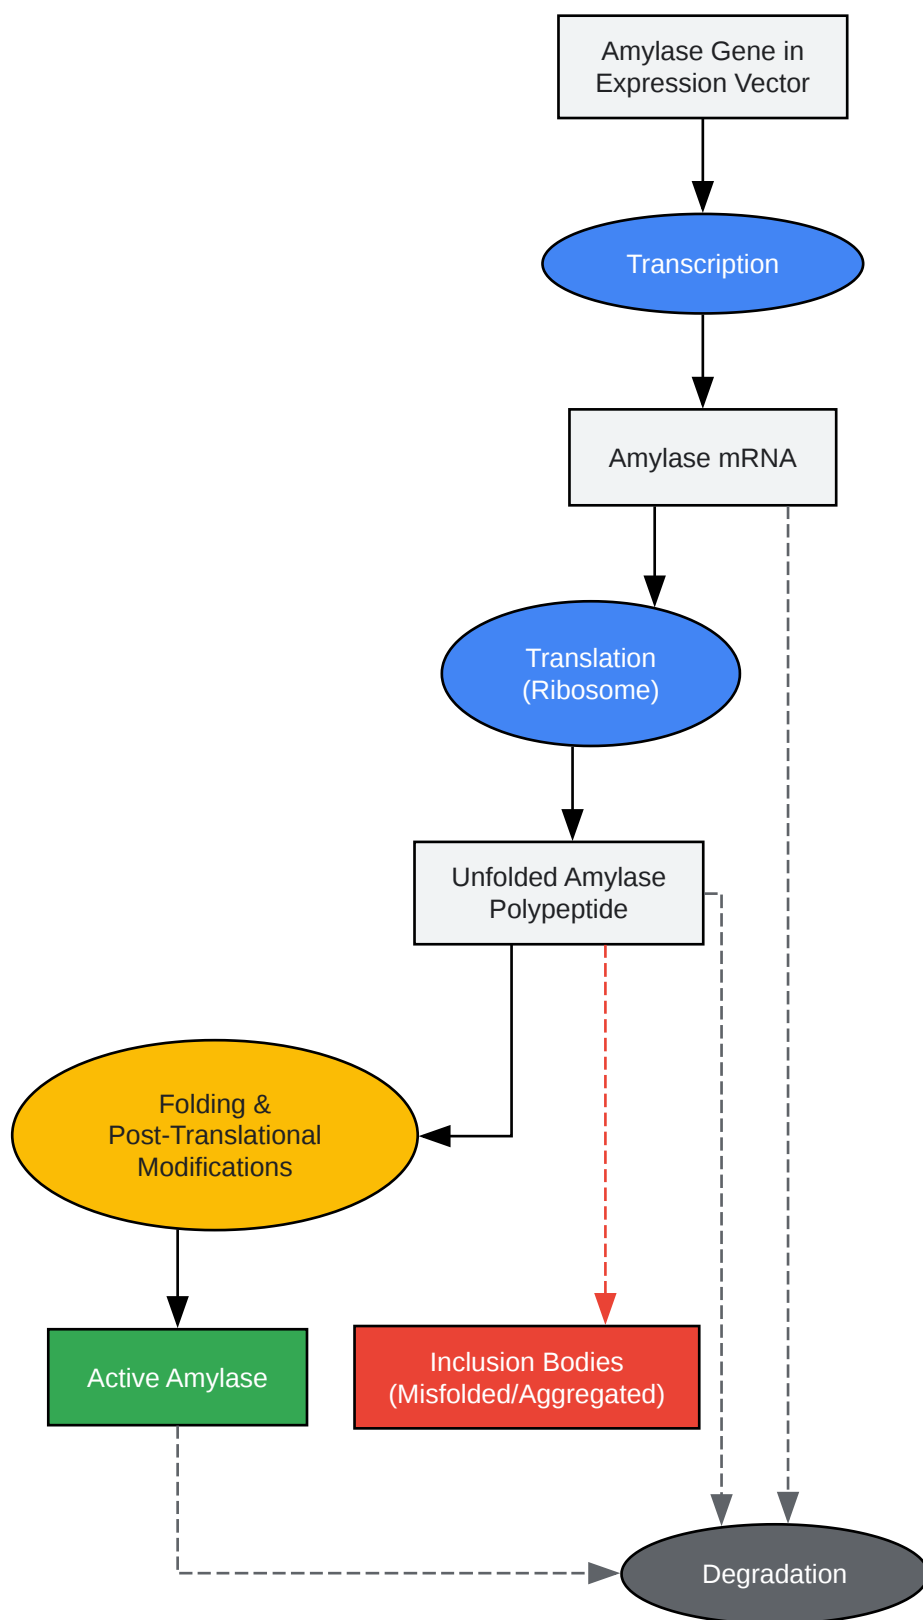 Amylase Gene in
Expression Vector
Transcription
Amylase mRNA
Translation
(Ribosome)
Unfolded Amylase
Polypeptide
Folding &
Post-Translational
Modifications
Active Amylase
Inclusion Bodies
(Misfolded/Aggregated)
Degradation